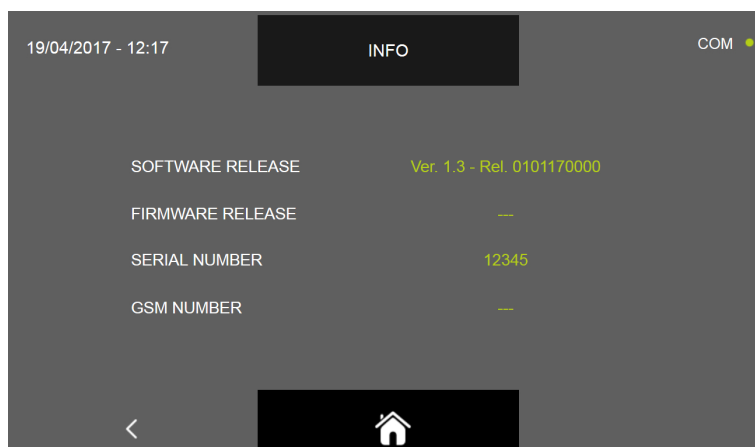 19/04/2017 - 12:17 INFO COM
SOFTWARE RELEASE Ver. 1.3 - Rel. 0101170000
FIRMWARE RELEASE ---
SERIAL NUMBER 12345
GSM NUMBER ---